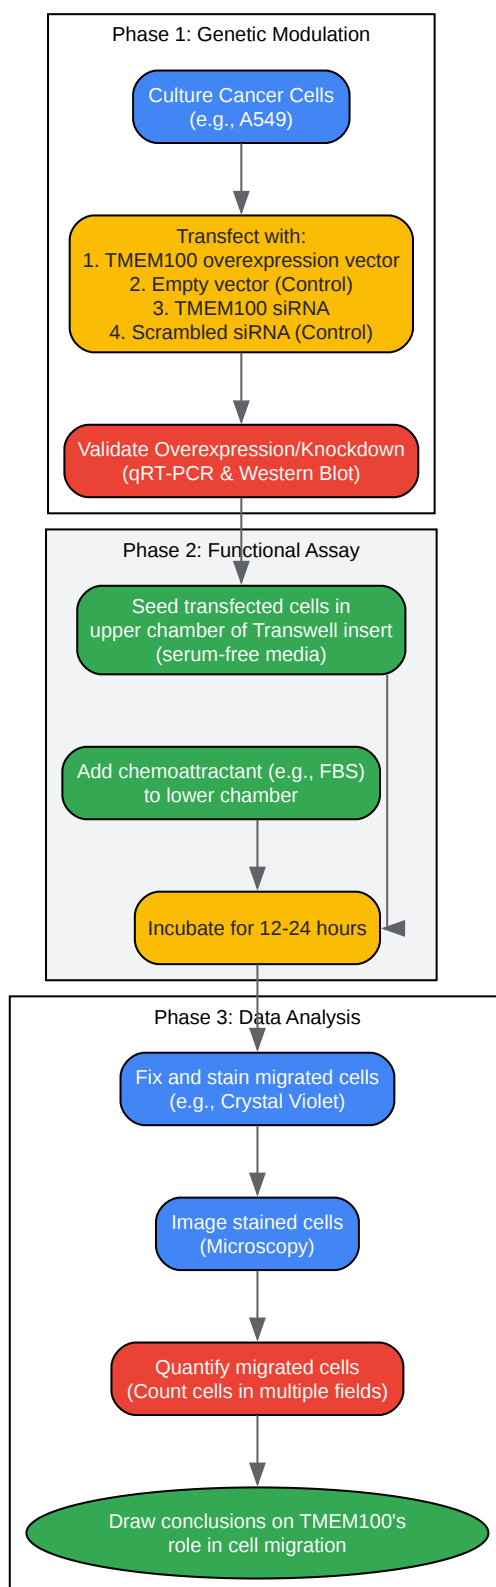 Phase 1: Genetic Modulation
Culture Cancer Cells
(e.g., A549)
Transfect with:
1. TMEM100 overexpression vector
2. Empty vector (Control)
3. TMEM100 siRNA
4. Scrambled siRNA (Control)
Validate Overexpression/Knockdown
(qRT-PCR & Western Blot)
Phase 2: Functional Assay
Seed transfected cells in
upper chamber of Transwell insert
(serum-free media)
Add chemoattractant (e.g., FBS)
to lower chamber
Incubate for 12-24 hours
Phase 3: Data Analysis
Fix and stain migrated cells
(e.g., Crystal Violet)
Image stained cells
(Microscopy)
Quantify migrated cells
(Count cells in multiple fields)
Draw conclusions on TMEM100's
role in cell migration